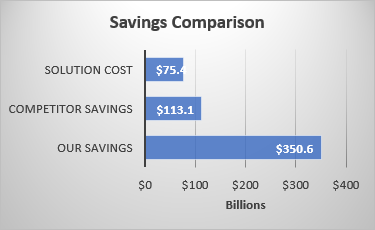 Savings Comparison
SOLUTION COST
$75.4
COMPETITOR SAVINGS
$113.1
OUR SAVINGS
$350.6
$0 $100 $200 $300 $400
Billions